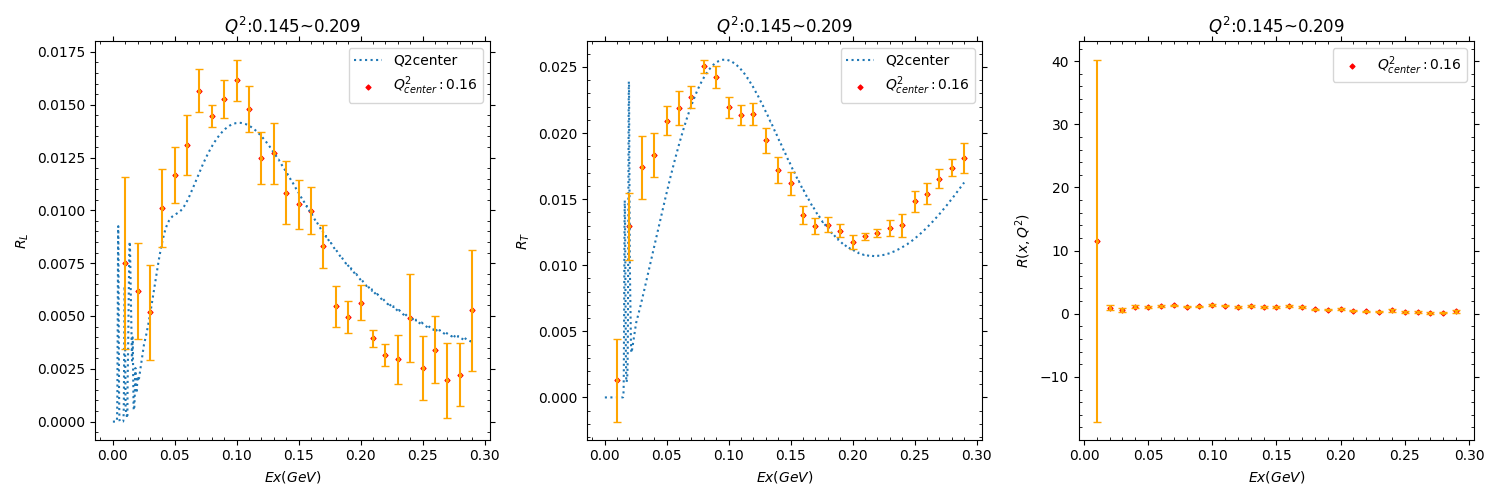 Q²:0.145~0.209
0.0175
0.0150
0.0125
0.0100
0.0075
0.0050
0.0025
0.0000
R_L
Q2center
Q²_center : 0.16
0.00 0.05 0.10 0.15 0.20 0.25 0.30
Ex(GeV)
Q²:0.145~0.209
0.025
0.020
0.015
0.010
0.005
0.000
R_T
Q2center
Q²_center : 0.16
0.00 0.05 0.10 0.15 0.20 0.25 0.30
Ex(GeV)
Q²:0.145~0.209
40
30
20
10
0
−10
R(x, Q²)
Q²_center : 0.16
0.00 0.05 0.10 0.15 0.20 0.25 0.30
Ex(GeV)